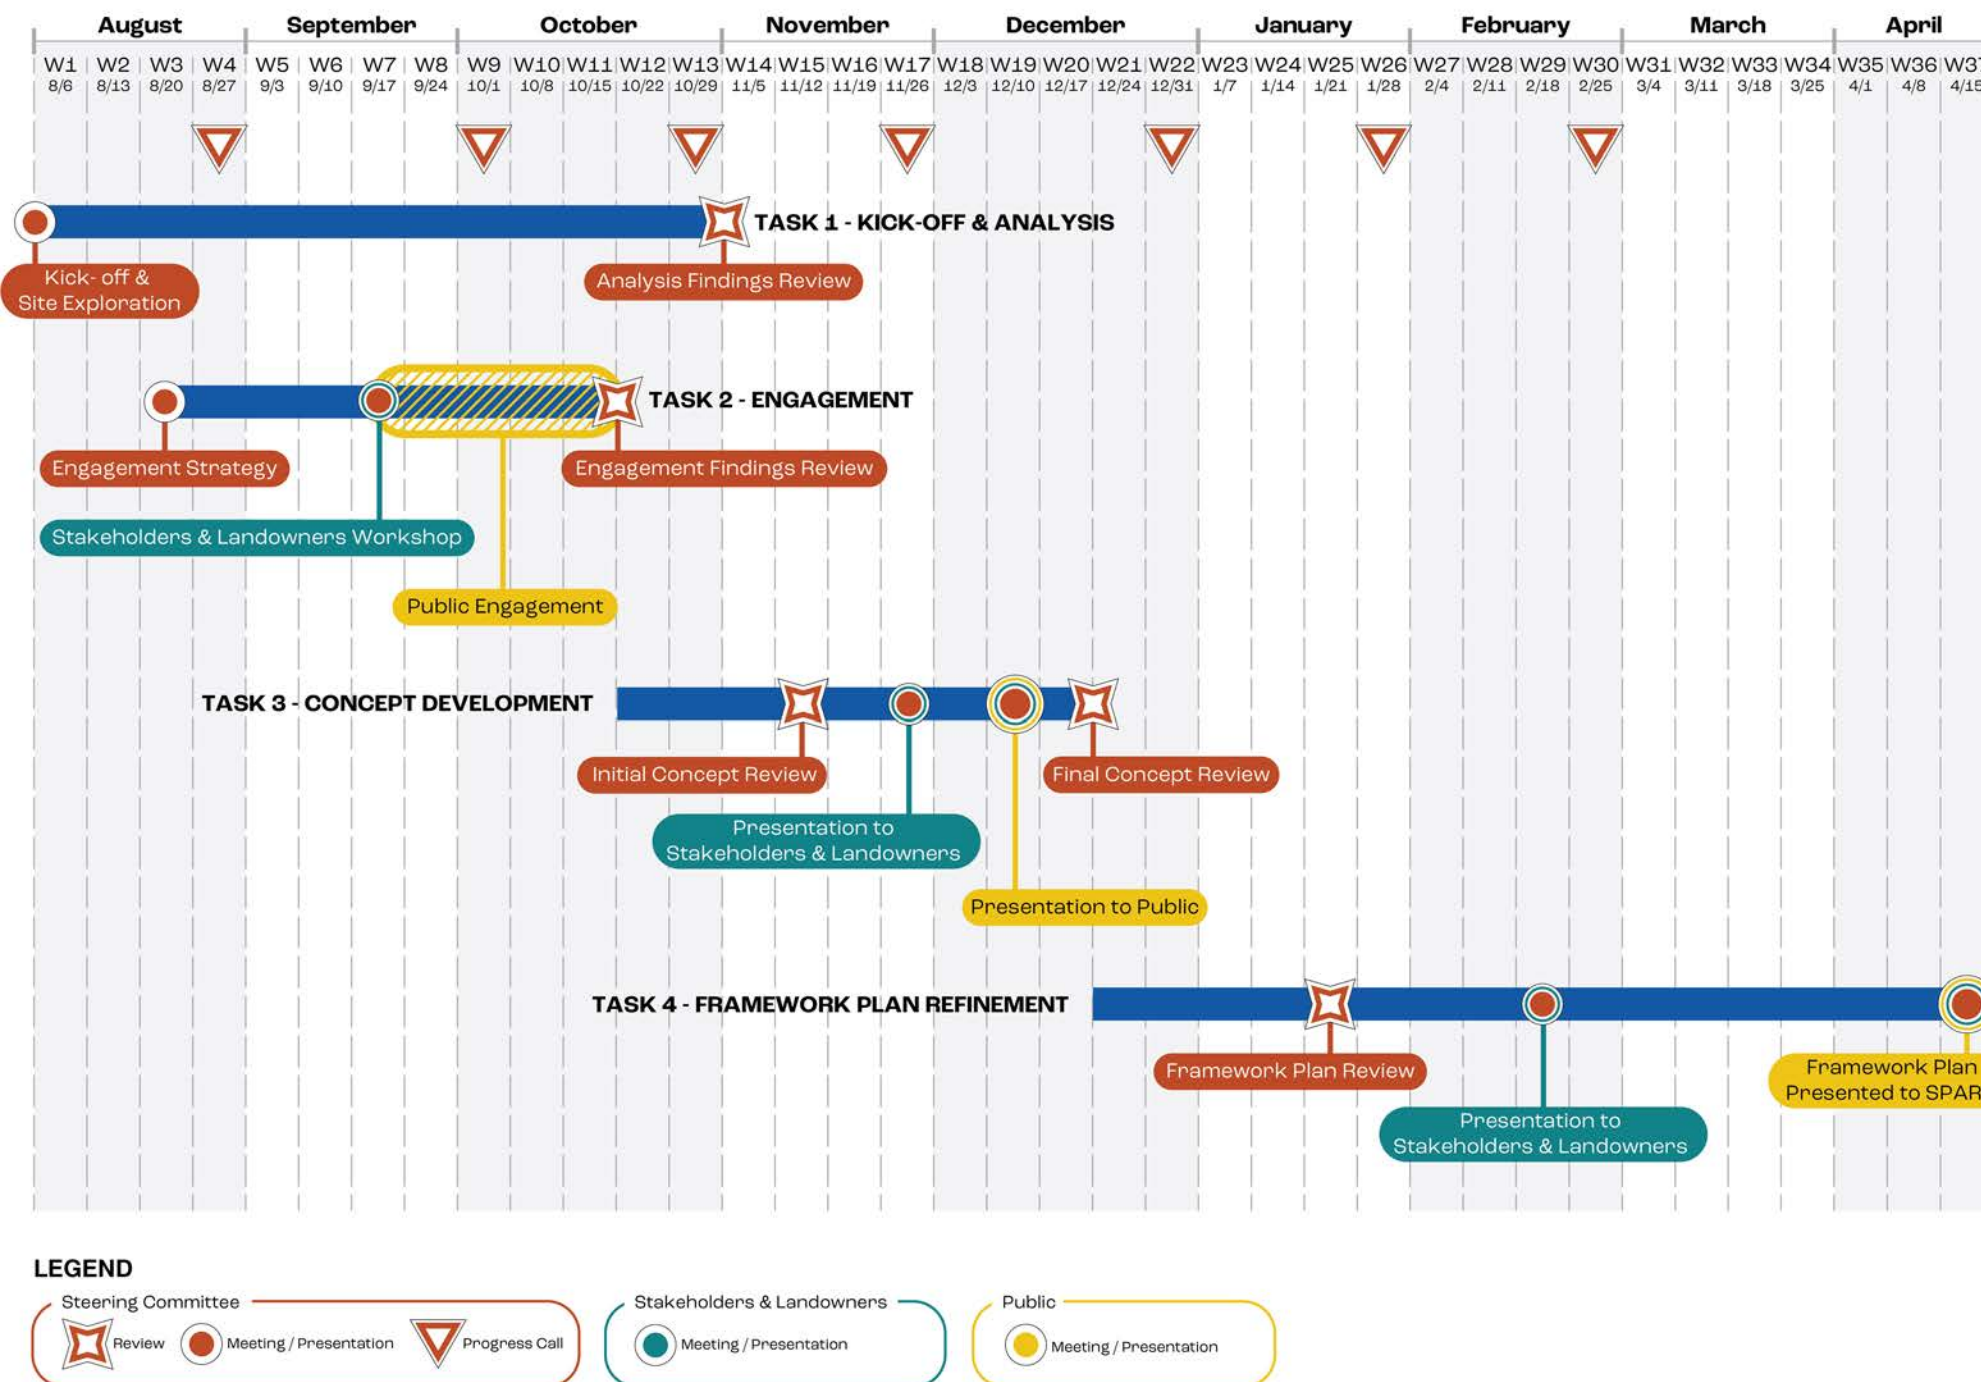 August September October November December January February March April
W1 W2 W3 W4 W5 W6 W7 W8 W9 W10 W11 W12 W13 W14 W15 W16 W17 W18 W19 W20 W21 W22 W23 W24 W25 W26 W27 W28 W29 W30 W31 W32 W33 W34 W35 W36 W37
8/6 8/13 8/20 8/27 9/3 9/10 9/17 9/24 10/1 10/8 10/15 10/22 10/29 11/5 11/12 11/19 11/26 12/3 12/10 12/17 12/24 12/31 1/7 1/14 1/21 1/28 2/4 2/11 2/18 2/25 3/4 3/11 3/18 3/25 4/1 4/8 4/15
TASK 1 - KICK-OFF & ANALYSIS
Kick- off &
Site Exploration
Analysis Findings Review
TASK 2 - ENGAGEMENT
Engagement Strategy
Engagement Findings Review
Stakeholders & Landowners Workshop
Public Engagement
TASK 3 - CONCEPT DEVELOPMENT
Initial Concept Review
Final Concept Review
Presentation to
Stakeholders & Landowners
Presentation to Public
TASK 4 - FRAMEWORK PLAN REFINEMENT
Framework Plan Review
Framework Plan
Presented to SPAR
Presentation to
Stakeholders & Landowners
LEGEND
Steering Committee
Review
Meeting / Presentation
Progress Call
Stakeholders & Landowners
Meeting / Presentation
Public
Meeting / Presentation